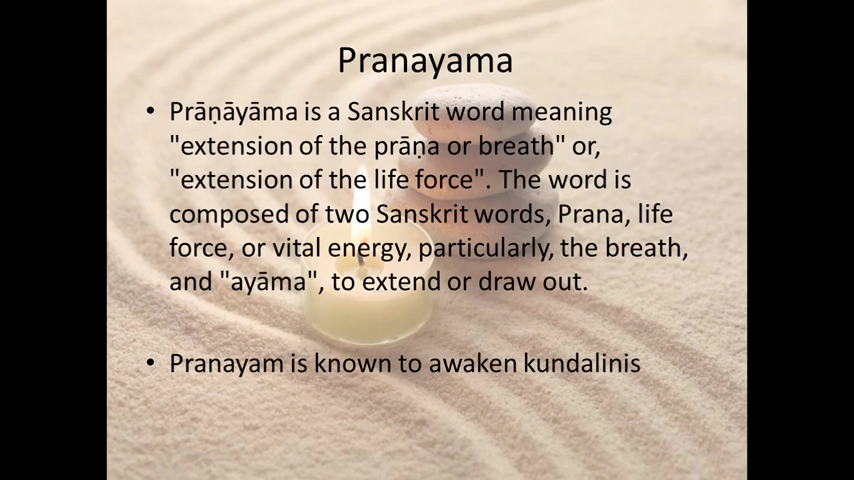 Pranayama
• Prāṇāyāma is a Sanskrit word meaning
"extension of the prāṇa or breath" or,
"extension of the life force". The word is
composed of two Sanskrit words, Prana, life
force, or vital energy, particularly, the breath,
and "ayāma", to extend or draw out.
• Pranayam is known to awaken kundalinis